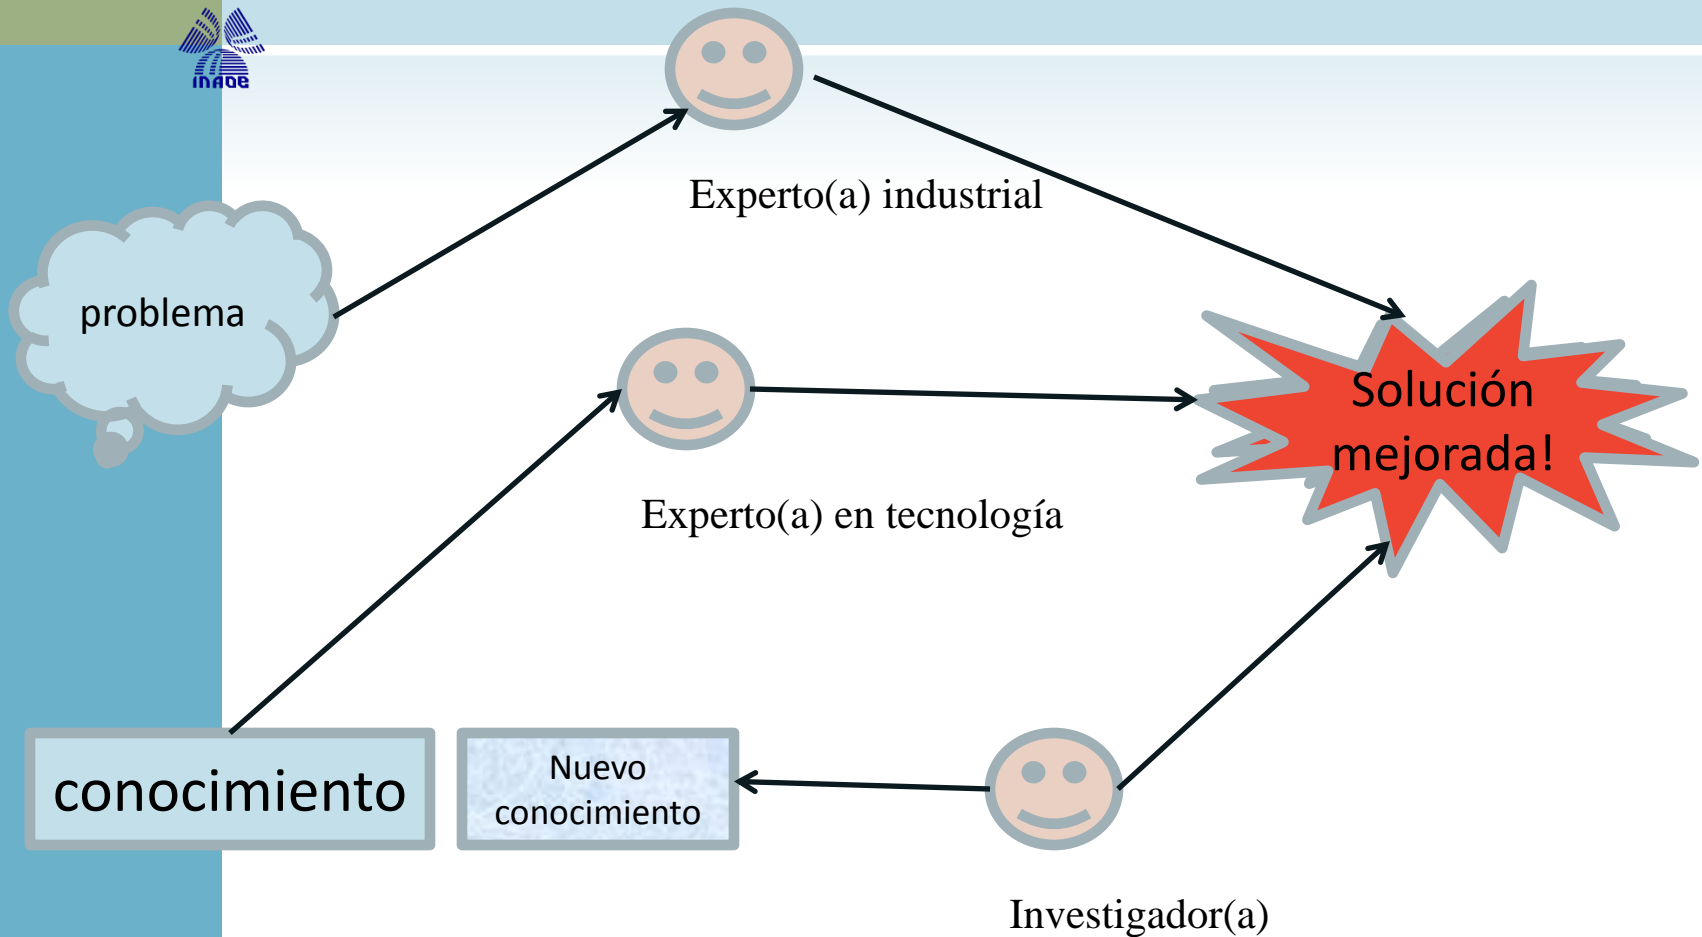 INAOE
Experto(a) industrial
problema
Solución
mejorada!
Experto(a) en tecnología
conocimiento
Nuevo
conocimiento
Investigador(a)